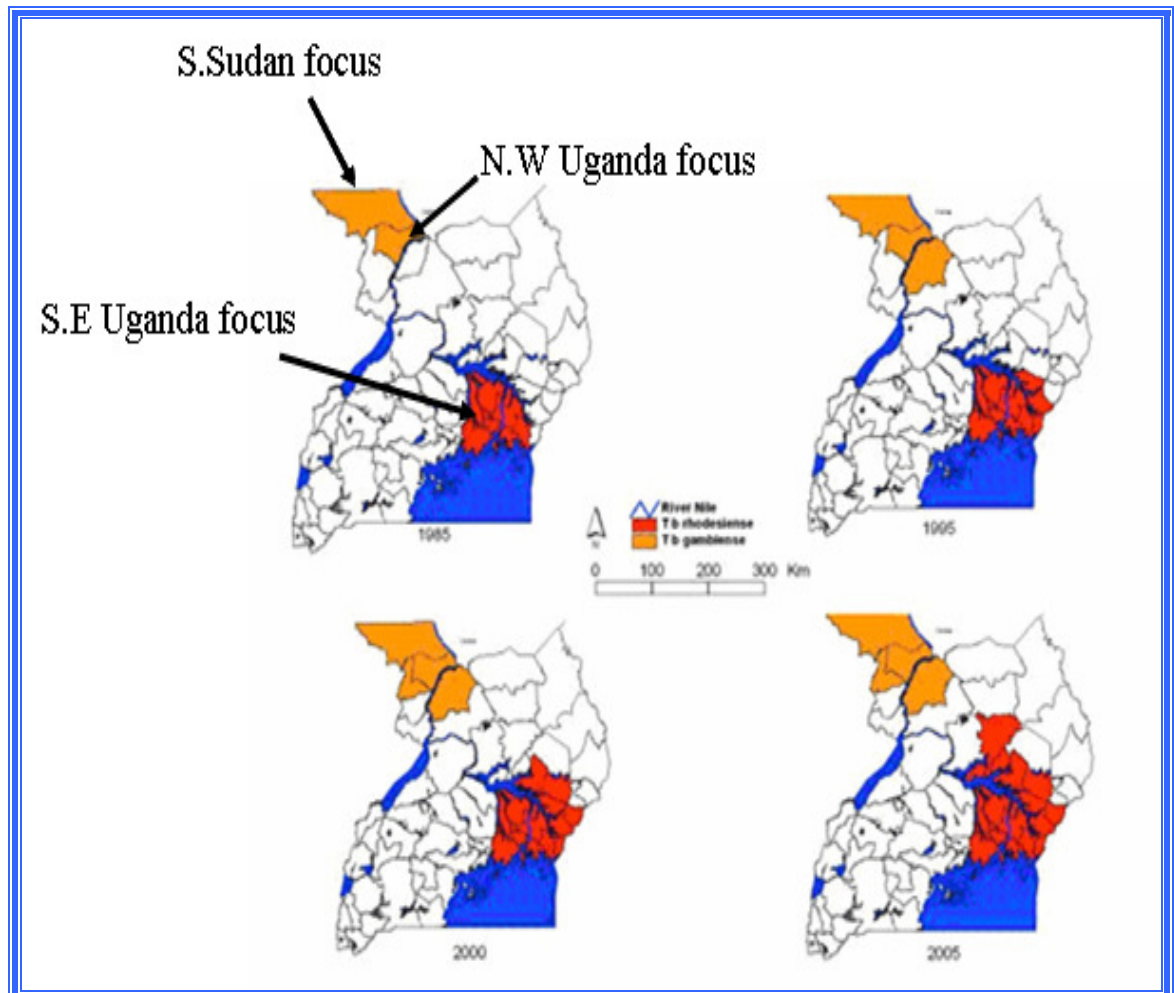 S.Sudan focus
N.W Uganda focus
S.E Uganda focus
1985
1995
River Nile
T b rhodesiense
T b gambiense
N
0 100 200 300 Km
2000
2005